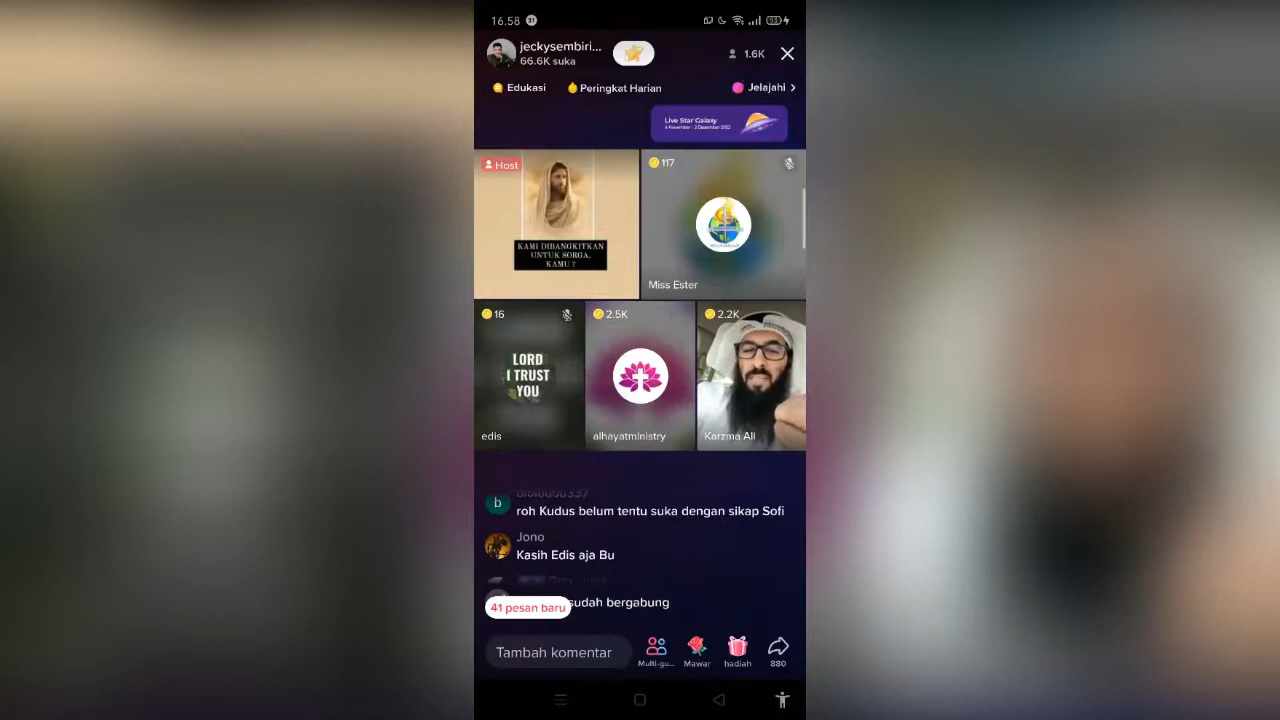 16.58
31
73
jeckysembiri...
66.6K suka
1.6K
Edukasi
Peringkat Harian
Jelajahi
Live Star Galaxy
Host
117
KAMI DIBANGKITKAN
UNTUK SORGA,
KAMU ?
Miss Ester
16
2.5K
2.2K
LORD
I TRUST
YOU
edis
alhayatministry
Karzma Ali
b
roh Kudus belum tentu suka dengan sikap Sofi
Jono
Kasih Edis aja Bu
sudah bergabung
41 pesan baru
Tambah komentar
Multi-gu...
Mawar
hadiah
880